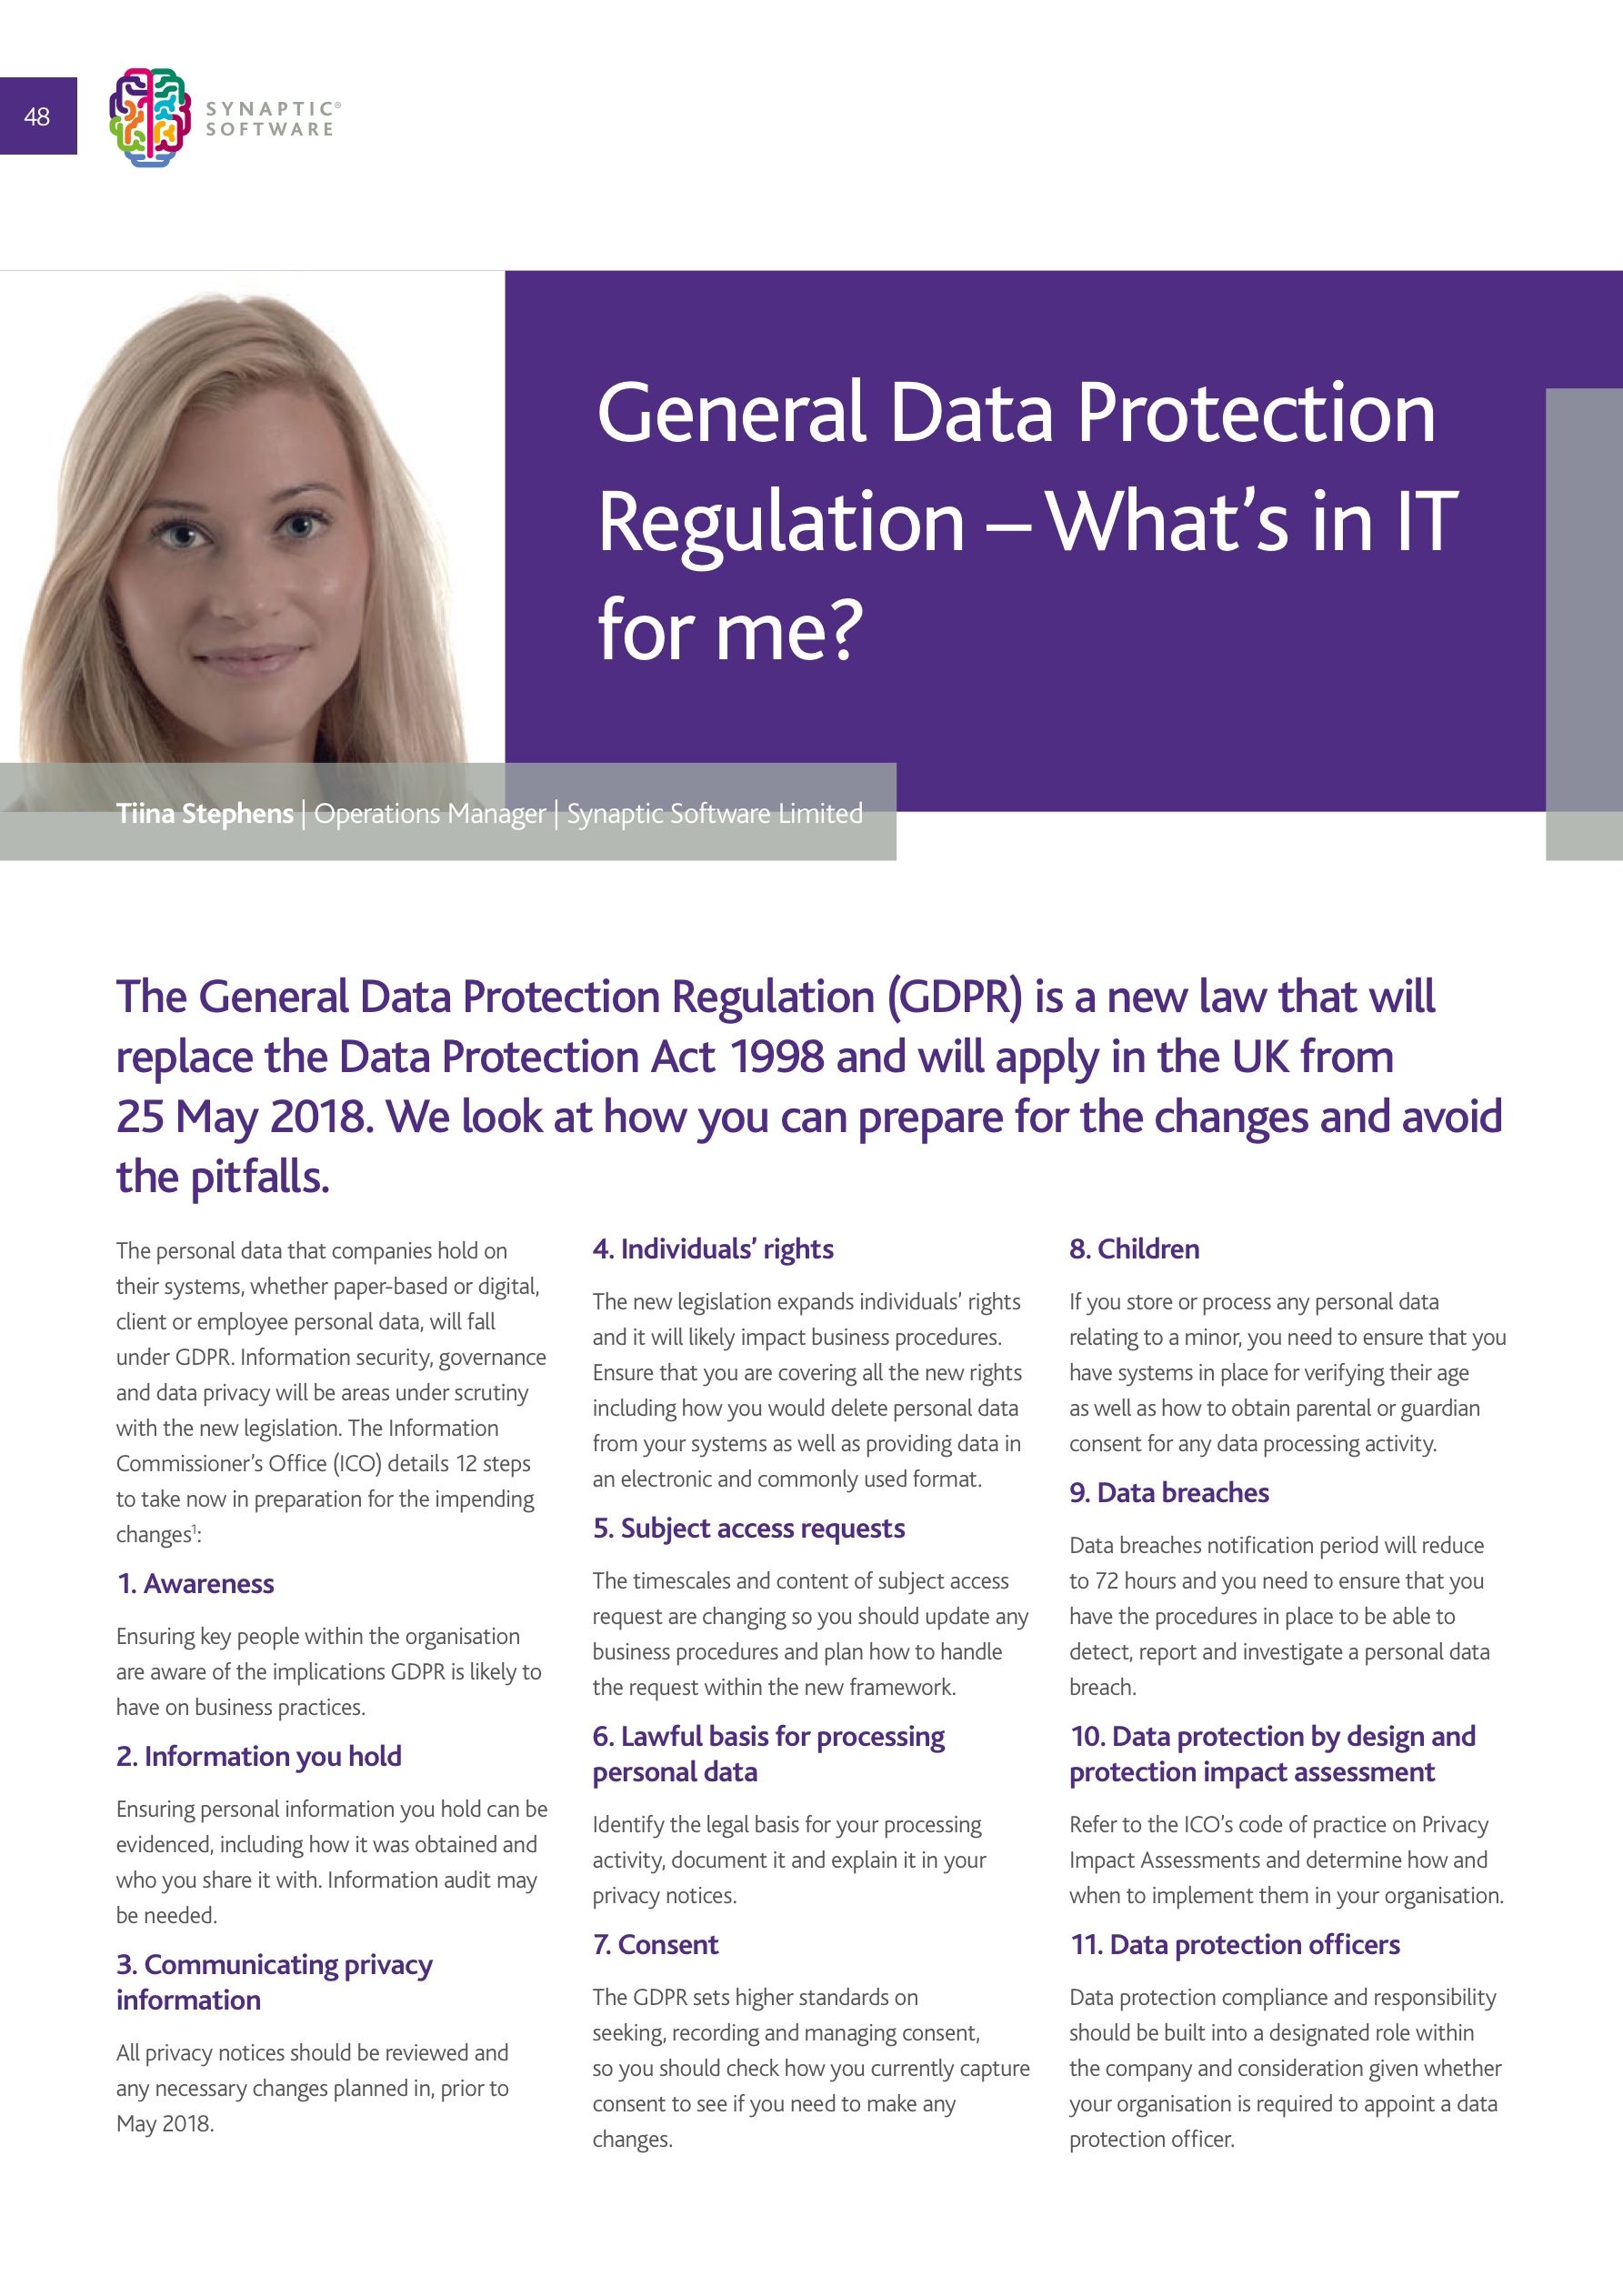 48
SYNAPTIC®
SOFTWARE
General Data Protection
Regulation – What’s in IT
for me?
Tiina Stephens | Operations Manager | Synaptic Software Limited
The General Data Protection Regulation (GDPR) is a new law that will
replace the Data Protection Act 1998 and will apply in the UK from
25 May 2018. We look at how you can prepare for the changes and avoid
the pitfalls.
The personal data that companies hold on
their systems, whether paper-based or digital,
client or employee personal data, will fall
under GDPR. Information security, governance
and data privacy will be areas under scrutiny
with the new legislation. The Information
Commissioner’s Office (ICO) details 12 steps
to take now in preparation for the impending
changes¹:
1. Awareness
Ensuring key people within the organisation
are aware of the implications GDPR is likely to
have on business practices.
2. Information you hold
Ensuring personal information you hold can be
evidenced, including how it was obtained and
who you share it with. Information audit may
be needed.
3. Communicating privacy
information
All privacy notices should be reviewed and
any necessary changes planned in, prior to
May 2018.
4. Individuals’ rights
The new legislation expands individuals’ rights
and it will likely impact business procedures.
Ensure that you are covering all the new rights
including how you would delete personal data
from your systems as well as providing data in
an electronic and commonly used format.
5. Subject access requests
The timescales and content of subject access
request are changing so you should update any
business procedures and plan how to handle
the request within the new framework.
6. Lawful basis for processing
personal data
Identify the legal basis for your processing
activity, document it and explain it in your
privacy notices.
7. Consent
The GDPR sets higher standards on
seeking, recording and managing consent,
so you should check how you currently capture
consent to see if you need to make any
changes.
8. Children
If you store or process any personal data
relating to a minor, you need to ensure that you
have systems in place for verifying their age
as well as how to obtain parental or guardian
consent for any data processing activity.
9. Data breaches
Data breaches notification period will reduce
to 72 hours and you need to ensure that you
have the procedures in place to be able to
detect, report and investigate a personal data
breach.
10. Data protection by design and
protection impact assessment
Refer to the ICO’s code of practice on Privacy
Impact Assessments and determine how and
when to implement them in your organisation.
11. Data protection officers
Data protection compliance and responsibility
should be built into a designated role within
the company and consideration given whether
your organisation is required to appoint a data
protection officer.